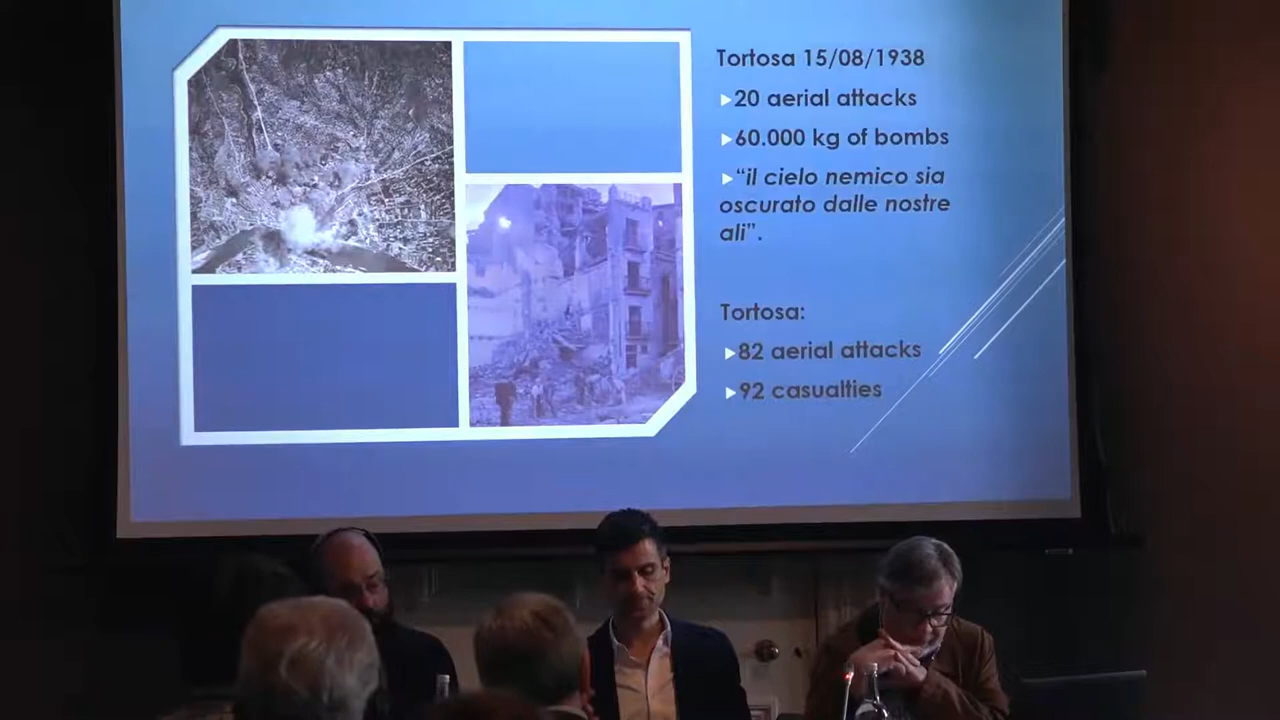 Tortosa 15/08/1938
▸20 aerial attacks
▸60.000 kg of bombs
▸“il cielo nemico sia
oscurato dalle nostre
ali”.
Tortosa:
▸82 aerial attacks
▸92 casualties